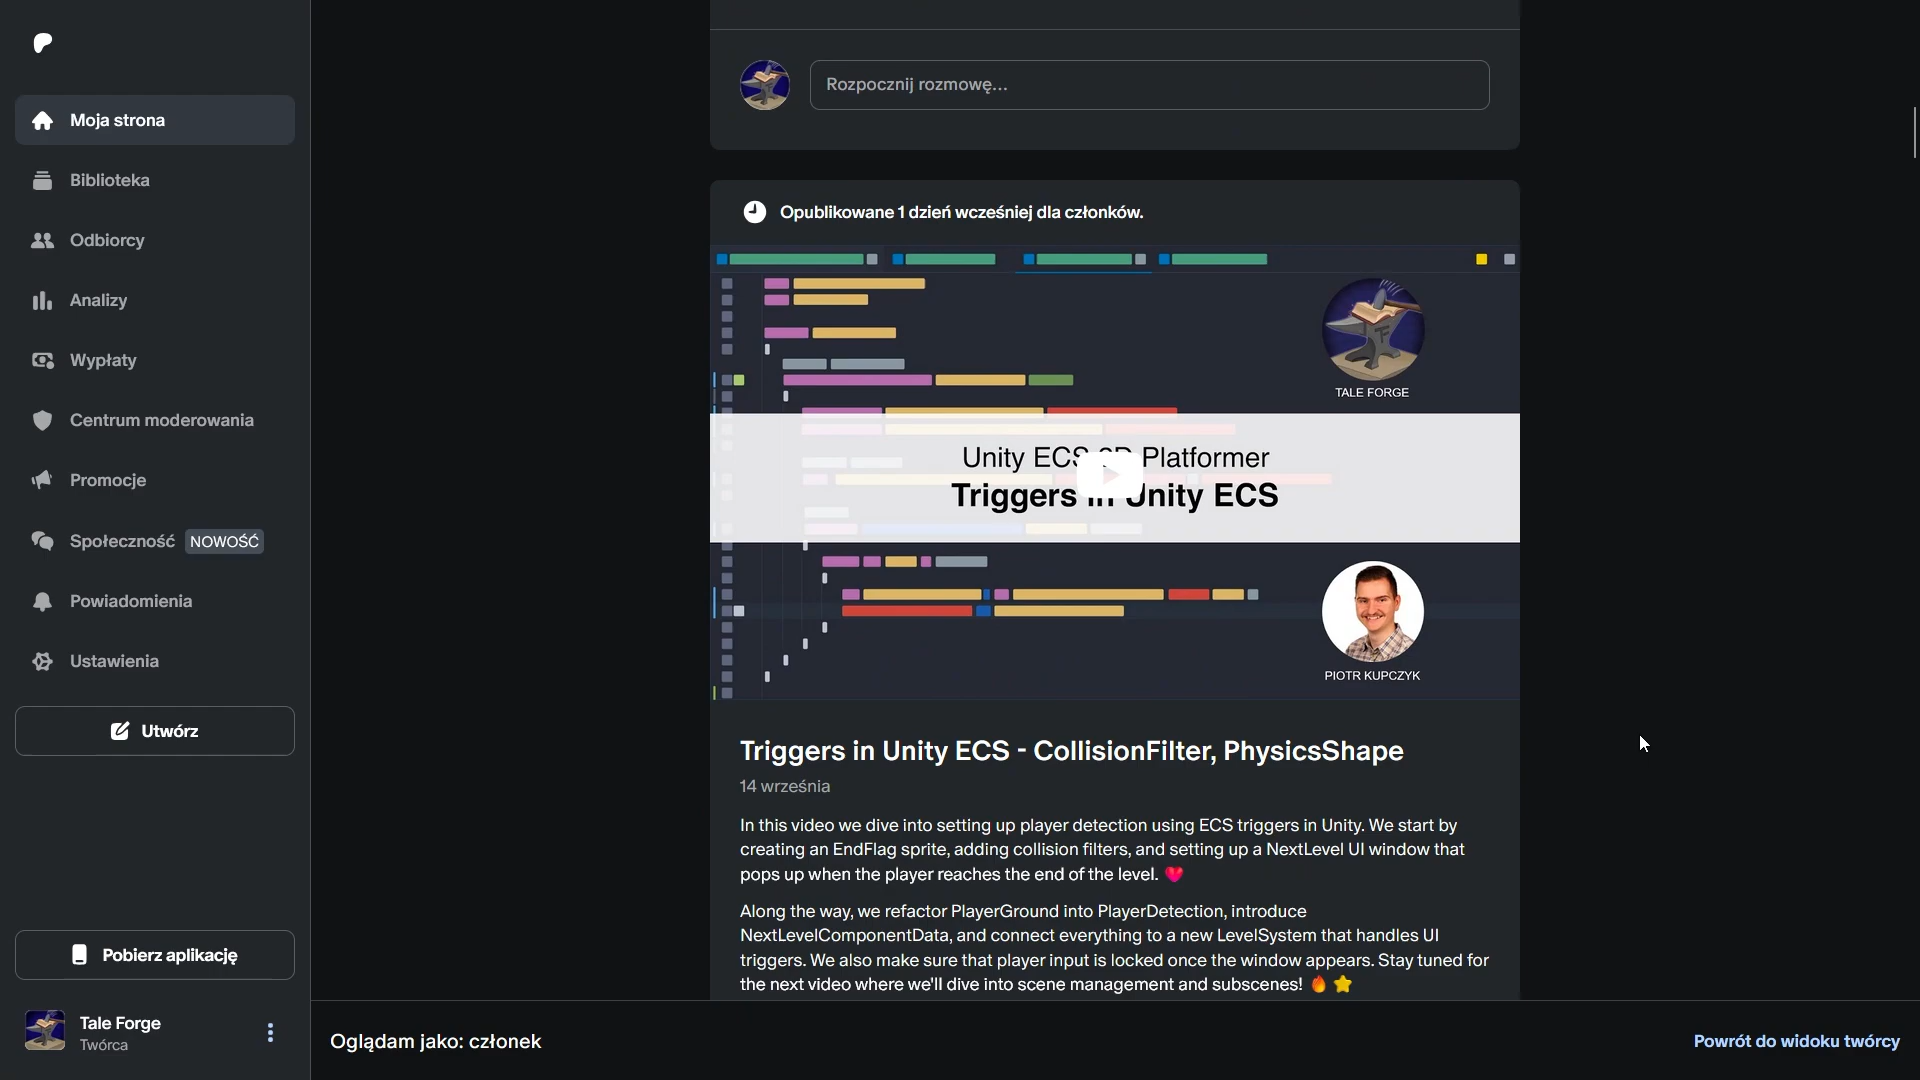 Moja strona
Biblioteka
Odbiorcy
Analizy
Wypłaty
Centrum moderowania
Promocje
Społeczność NOWOŚĆ
Powiadomienia
Ustawienia
Utwórz
Pobierz aplikację
Tale Forge
Twórca
Rozpocznij rozmowę...
Opublikowane 1 dzień wcześniej dla członków.
TALE FORGE
Unity ECS 2D Platformer
Triggers in Unity ECS
PIOTR KUPCZYK
Triggers in Unity ECS - CollisionFilter, PhysicsShape
14 września
In this video we dive into setting up player detection using ECS triggers in Unity. We start by
creating an EndFlag sprite, adding collision filters, and setting up a NextLevel UI window that
pops up when the player reaches the end of the level. 💗
Along the way, we refactor PlayerGround into PlayerDetection, introduce
NextLevelComponentData, and connect everything to a new LevelSystem that handles UI
triggers. We also make sure that player input is locked once the window appears. Stay tuned for
the next video where we'll dive into scene management and subscenes! 🔥 ⭐
Oglądam jako: członek
Powrót do widoku twórcy